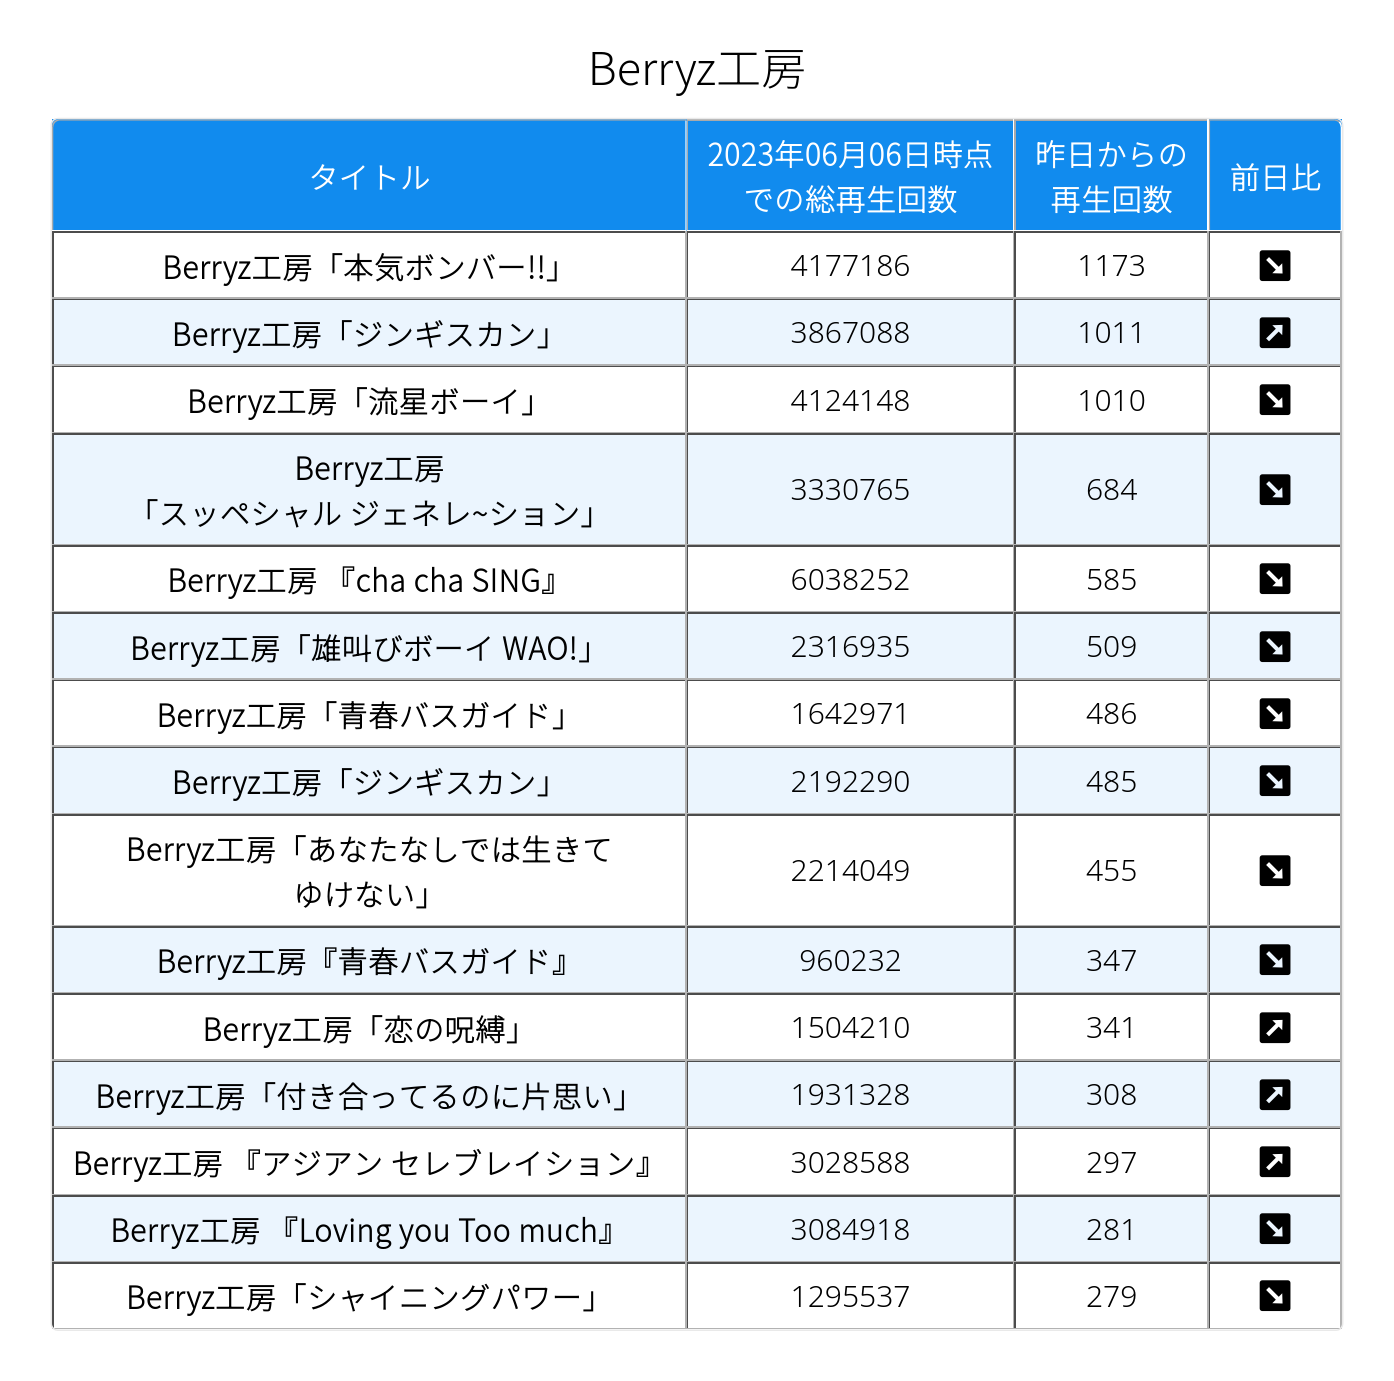 Berryz工房
タイトル
2023年06月06日時点
での総再生回数
昨日からの
再生回数
前日比
Berryz工房「本気ボンバー!!」 4177186 1173 ↘
Berryz工房「ジンギスカン」 3867088 1011 ↗
Berryz工房「流星ボーイ」 4124148 1010 ↘
Berryz工房
「スッペシャル ジェネレ~ション」 3330765 684 ↘
Berryz工房 『cha cha SING』 6038252 585 ↘
Berryz工房「雄叫びボーイ WAO!」 2316935 509 ↘
Berryz工房「青春バスガイド」 1642971 486 ↘
Berryz工房「ジンギスカン」 2192290 485 ↘
Berryz工房「あなたなしでは生きて
ゆけない」 2214049 455 ↘
Berryz工房『青春バスガイド』 960232 347 ↘
Berryz工房「恋の呪縛」 1504210 341 ↗
Berryz工房「付き合ってるのに片思い」 1931328 308 ↗
Berryz工房 『アジアン セレブレイション』 3028588 297 ↗
Berryz工房 『Loving you Too much』 3084918 281 ↘
Berryz工房「シャイニングパワー」 1295537 279 ↘